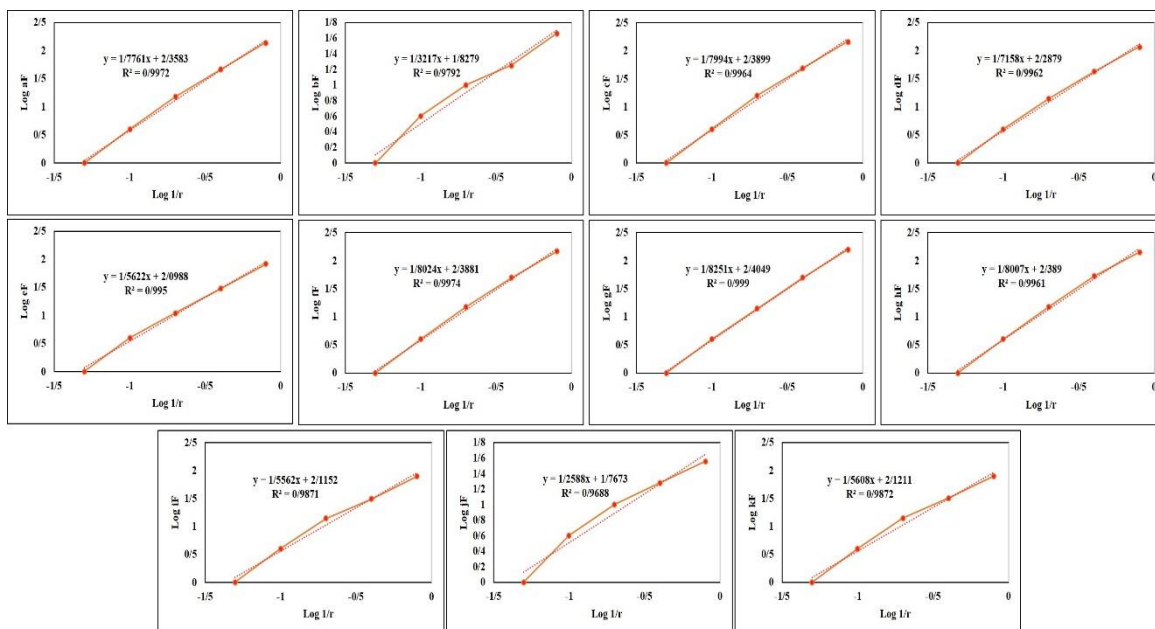 2/5
2
1/5
1
0/5
0
-1/5
-1
-0/5
0
Log aF
Log 1/r
y = 1/7761x + 2/3583
R² = 0/9972
1/8
1/6
1/4
1/2
1
0/8
0/6
0/4
0/2
0
-1/5
-1
-0/5
0
Log bF
Log 1/r
y = 1/3217x + 1/8279
R² = 0/9792
2/5
2
1/5
1
0/5
0
-1/5
-1
-0/5
0
Log cF
Log 1/r
y = 1/7994x + 2/3899
R² = 0/9964
2/5
2
1/5
1
0/5
0
-1/5
-1
-0/5
0
Log dF
Log 1/r
y = 1/7158x + 2/2879
R² = 0/9962
2/5
2
1/5
1
0/5
0
-1/5
-1
-0/5
0
Log eF
Log 1/r
y = 1/5622x + 2/0988
R² = 0/995
2/5
2
1/5
1
0/5
0
-1/5
-1
-0/5
0
Log fF
Log 1/r
y = 1/8024x + 2/3881
R² = 0/9974
2/5
2
1/5
1
0/5
0
-1/5
-1
-0/5
0
Log gF
Log 1/r
y = 1/8251x + 2/4049
R² = 0/999
2/5
2
1/5
1
0/5
0
-1/5
-1
-0/5
0
Log hF
Log 1/r
y = 1/8007x + 2/389
R² = 0/9961
2/5
2
1/5
1
0/5
0
-1/5
-1
-0/5
0
Log iF
Log 1/r
y = 1/5562x + 2/1152
R² = 0/9871
1/8
1/6
1/4
1/2
1
0/8
0/6
0/4
0/2
0
-1/5
-1
-0/5
0
Log jF
Log 1/r
y = 1/2588x + 1/7673
R² = 0/9688
2/5
2
1/5
1
0/5
0
-1/5
-1
-0/5
0
Log kF
Log 1/r
y = 1/5608x + 2/1211
R² = 0/9872